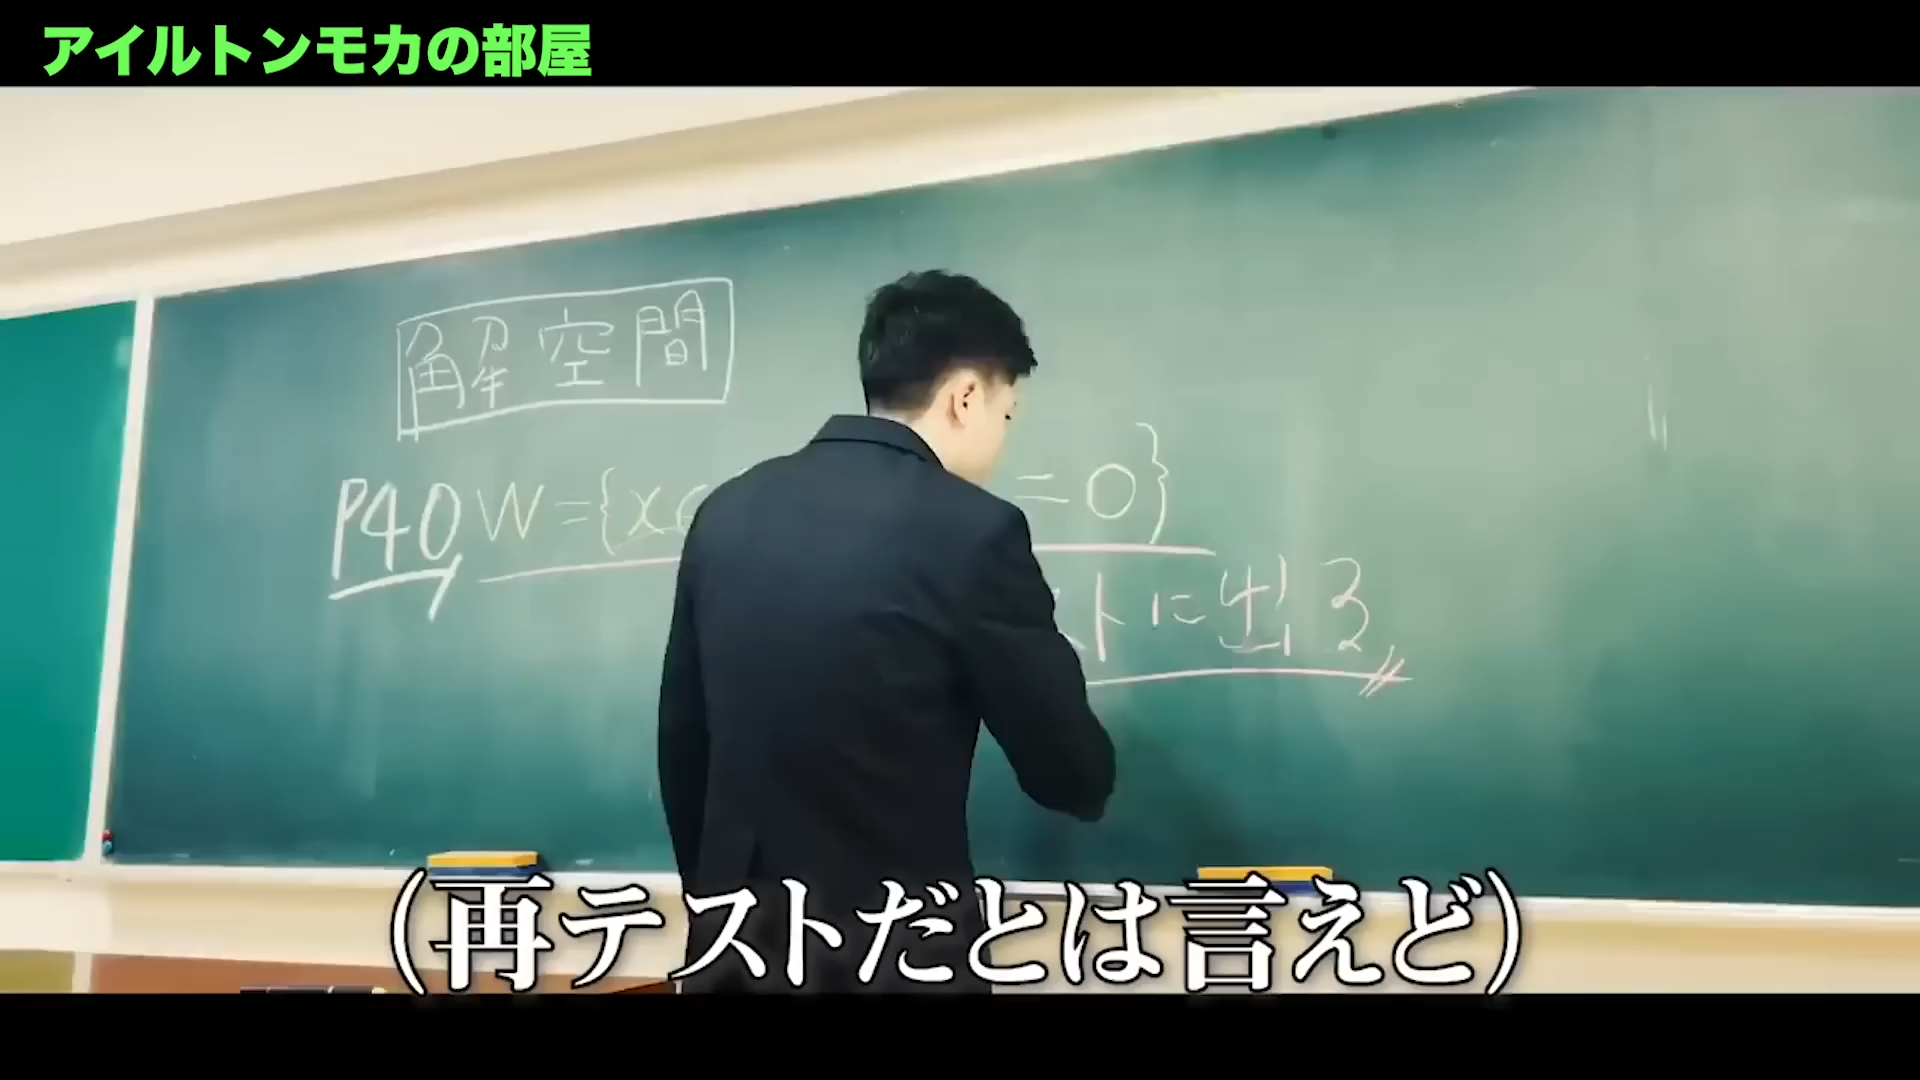 アイルトンモカの部屋
解空間
P40, W={x∈ =0}
ストに出る
(再テストだとは言えど)